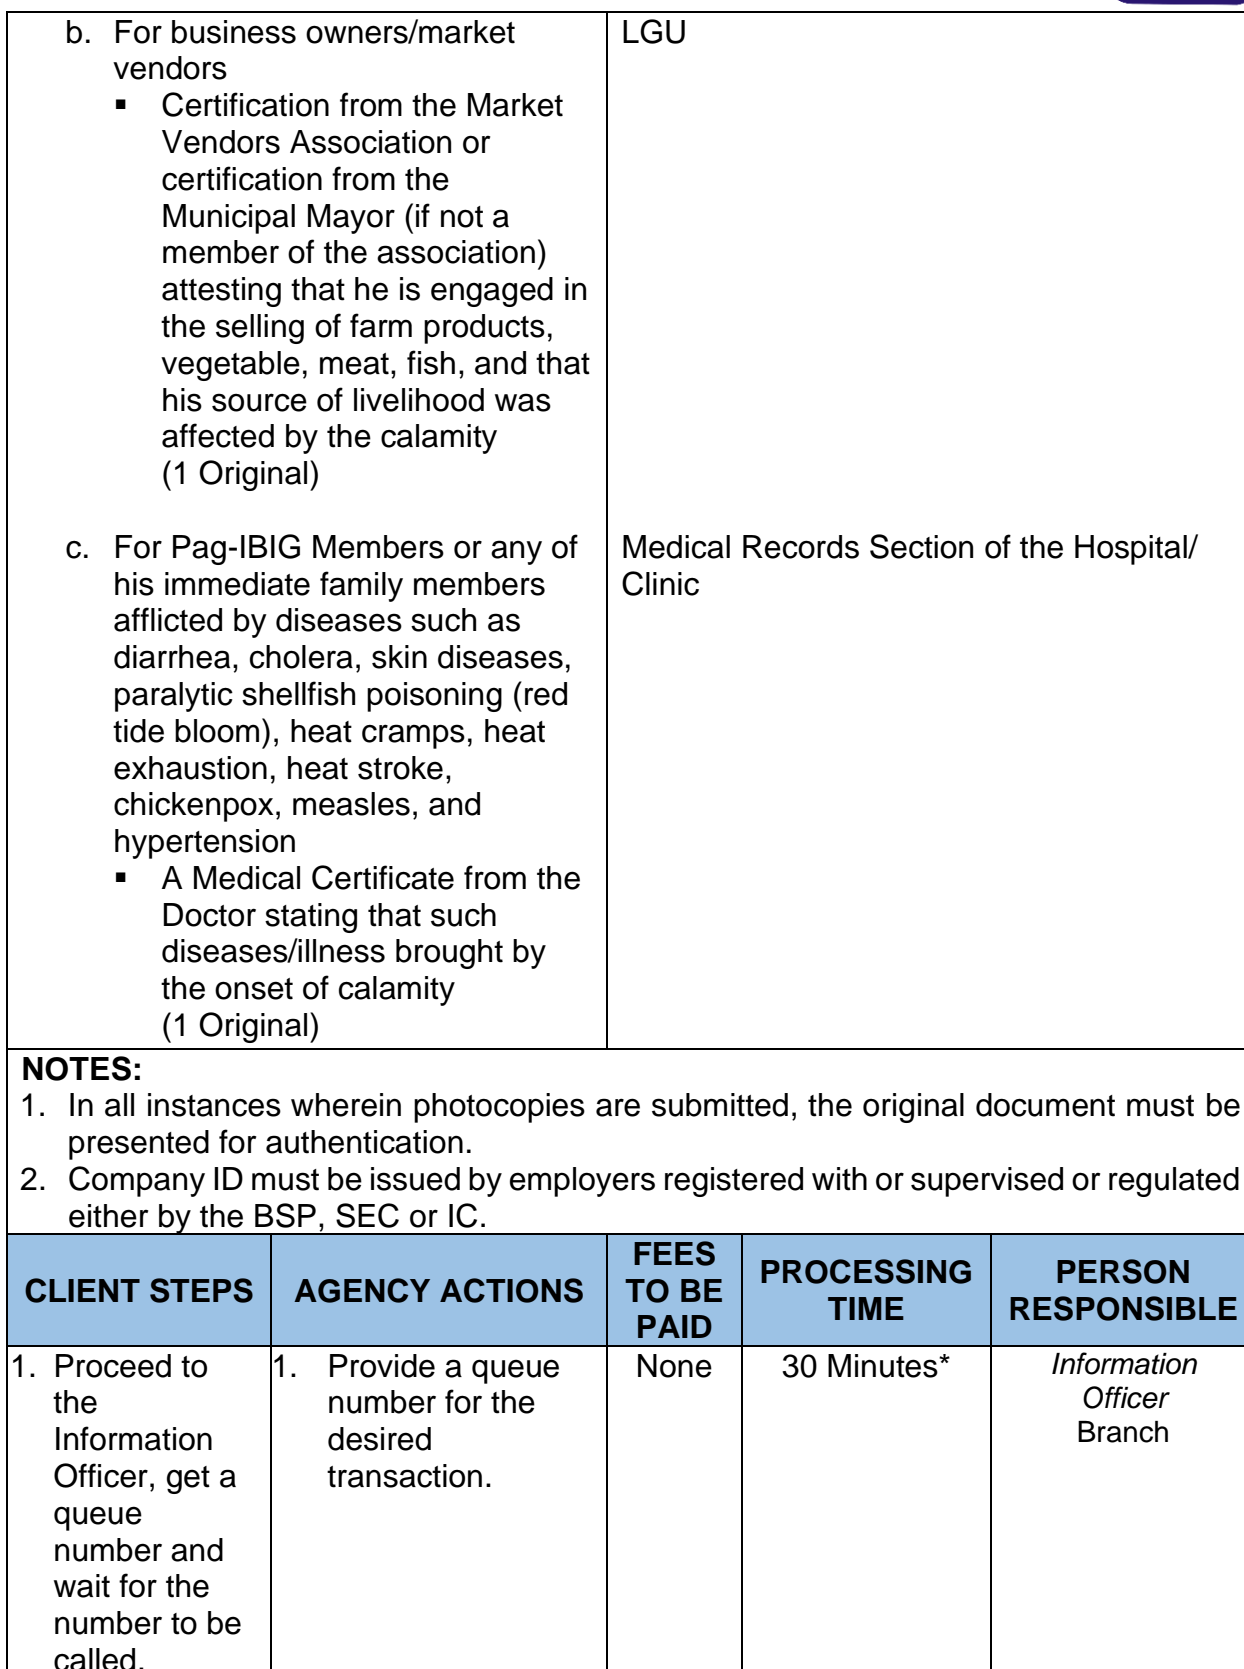 b. For business owners/market
vendors
▪ Certification from the Market
Vendors Association or
certification from the
Municipal Mayor (if not a
member of the association)
attesting that he is engaged in
the selling of farm products,
vegetable, meat, fish, and that
his source of livelihood was
affected by the calamity
(1 Original)
LGU
c. For Pag-IBIG Members or any of
his immediate family members
afflicted by diseases such as
diarrhea, cholera, skin diseases,
paralytic shellfish poisoning (red
tide bloom), heat cramps, heat
exhaustion, heat stroke,
chickenpox, measles, and
hypertension
▪ A Medical Certificate from the
Doctor stating that such
diseases/illness brought by
the onset of calamity
(1 Original)
Medical Records Section of the Hospital/
Clinic
NOTES:
1. In all instances wherein photocopies are submitted, the original document must be
presented for authentication.
2. Company ID must be issued by employers registered with or supervised or regulated
either by the BSP, SEC or IC.
CLIENT STEPS
AGENCY ACTIONS
FEES
TO BE
PAID
PROCESSING
TIME
PERSON
RESPONSIBLE
1. Proceed to
the
Information
Officer, get a
queue
number and
wait for the
number to be
called.
1. Provide a queue
number for the
desired
transaction.
None
30 Minutes*
Information
Officer
Branch